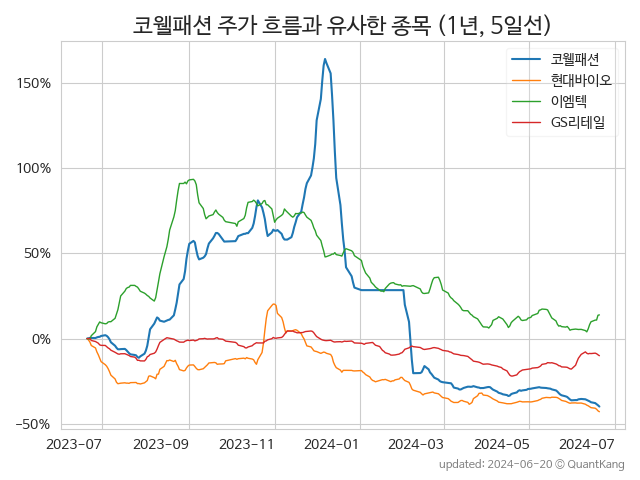 코웰패션 주가 흐름과 유사한 종목 (1년, 5일선)
코웰패션
현대바이오
이엠텍
GS리테일
150%
100%
50%
0%
−50%
2023-07 2023-09 2023-11 2024-01 2024-03 2024-05 2024-07
updated: 2024-06-20 © QuantKang